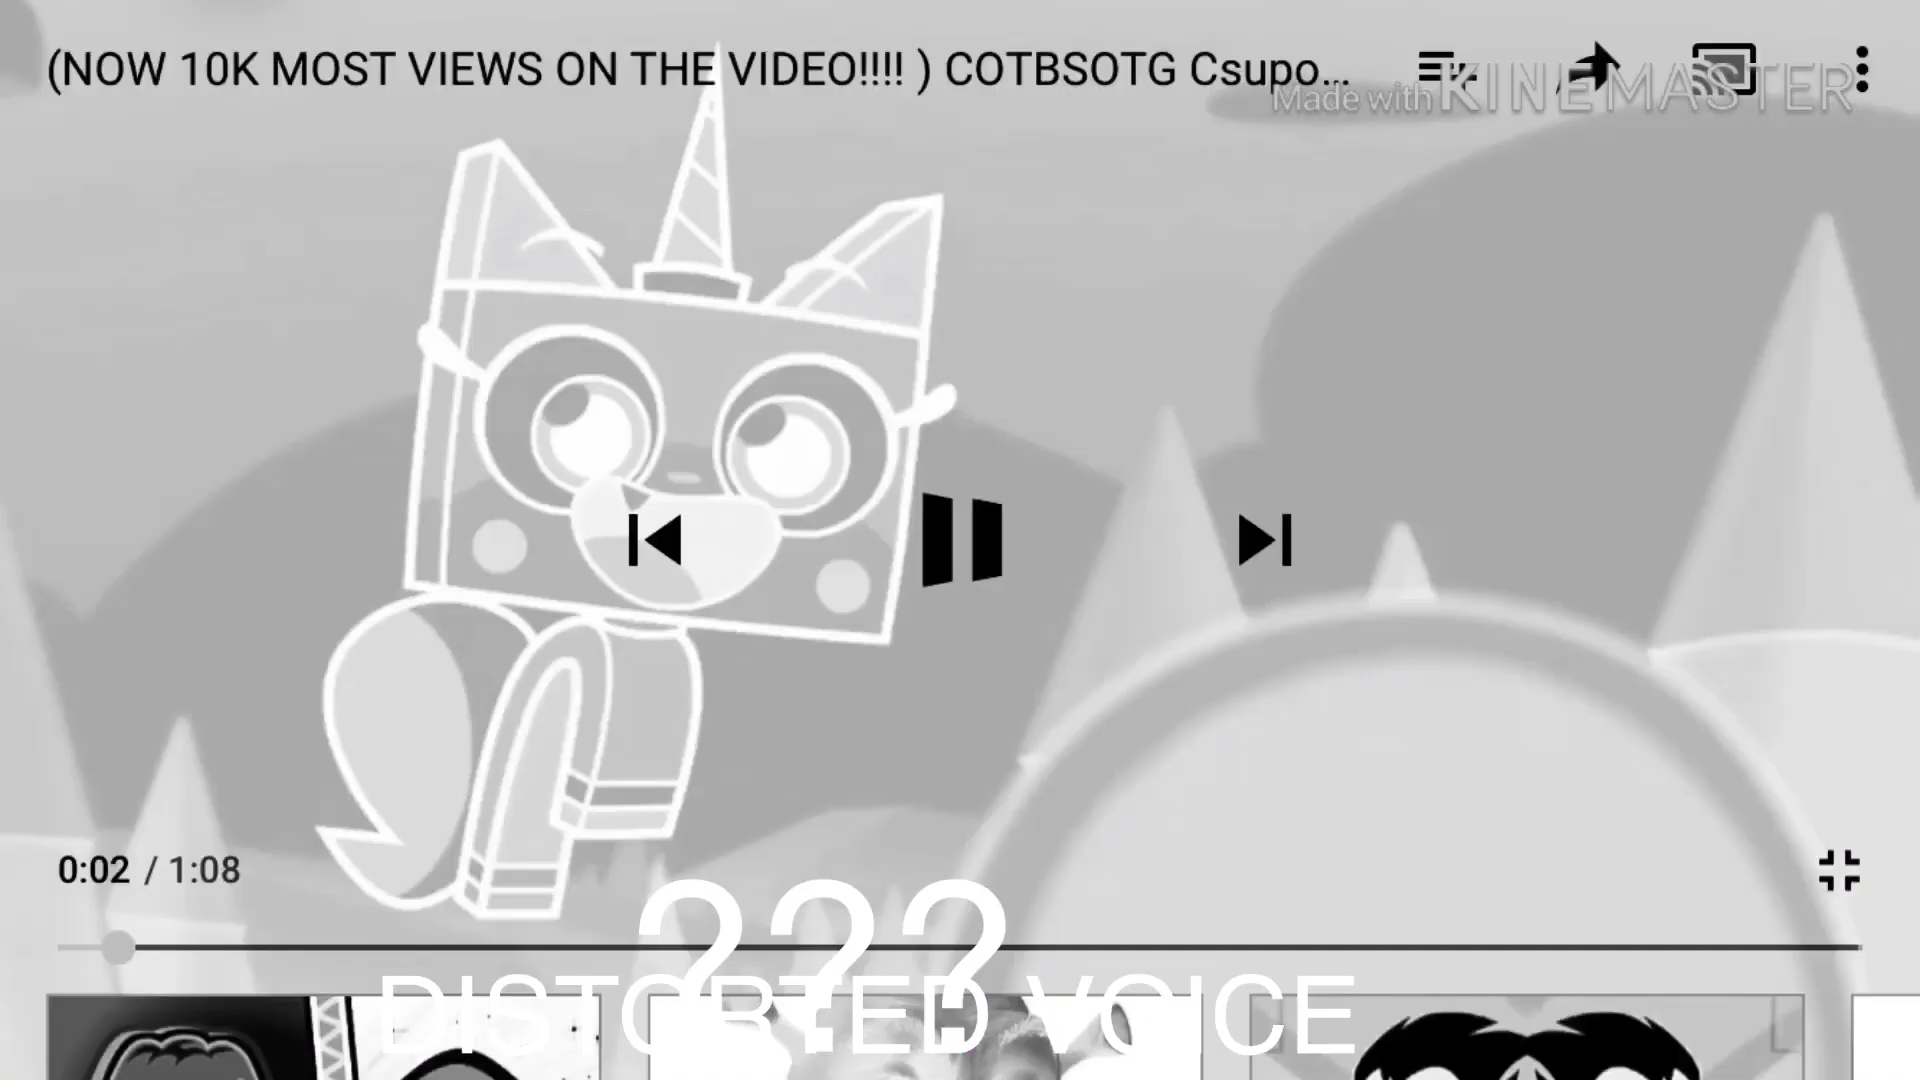 (NOW 10K MOST VIEWS ON THE VIDEO!!!! ) COTBSOTG Csupo...
Made with KINEMASTER
0:02 / 1:08
???
DISTORTED VOICE